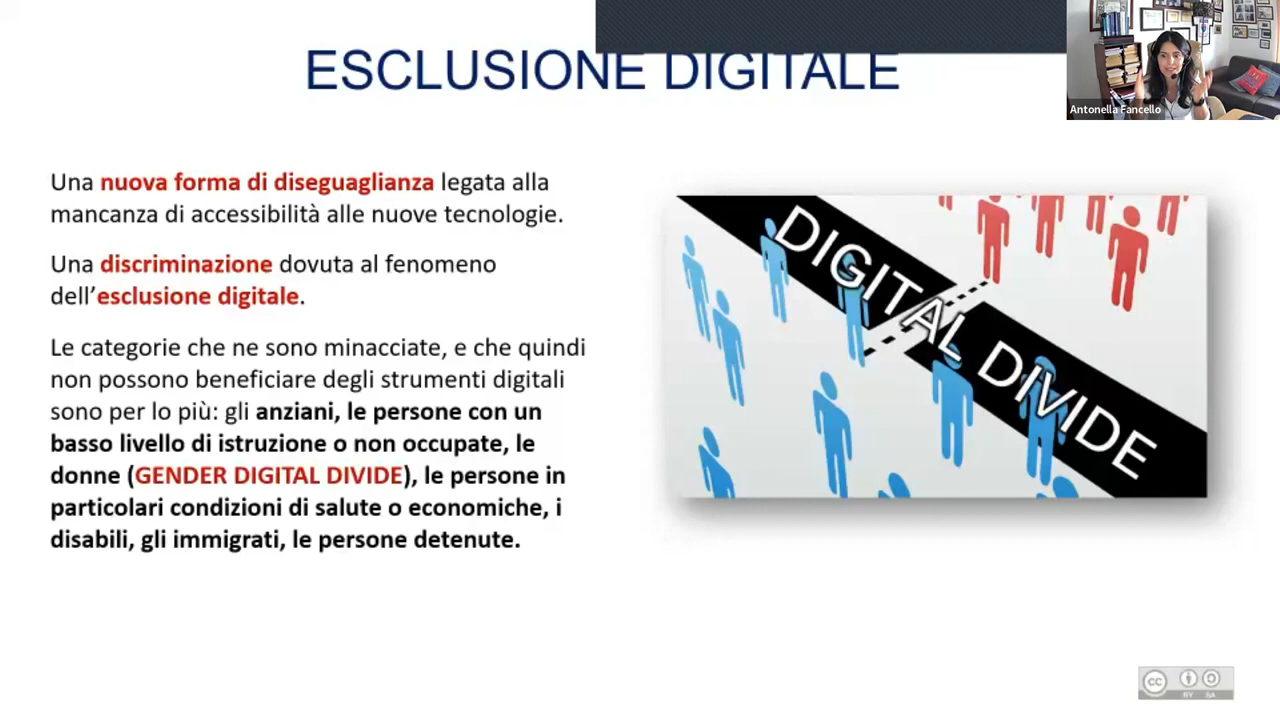 ESCLUSIONE DIGITALE
Antonella Fancello
Una nuova forma di diseguaglianza legata alla
mancanza di accessibilità alle nuove tecnologie.
Una discriminazione dovuta al fenomeno
dell’esclusione digitale.
Le categorie che ne sono minacciate, e che quindi
non possono beneficiare degli strumenti digitali
sono per lo più: gli anziani, le persone con un
basso livello di istruzione o non occupate, le
donne (GENDER DIGITAL DIVIDE), le persone in
particolari condizioni di salute o economiche, i
disabili, gli immigrati, le persone detenute.
DIGITAL DIVIDE
cc
BY SA